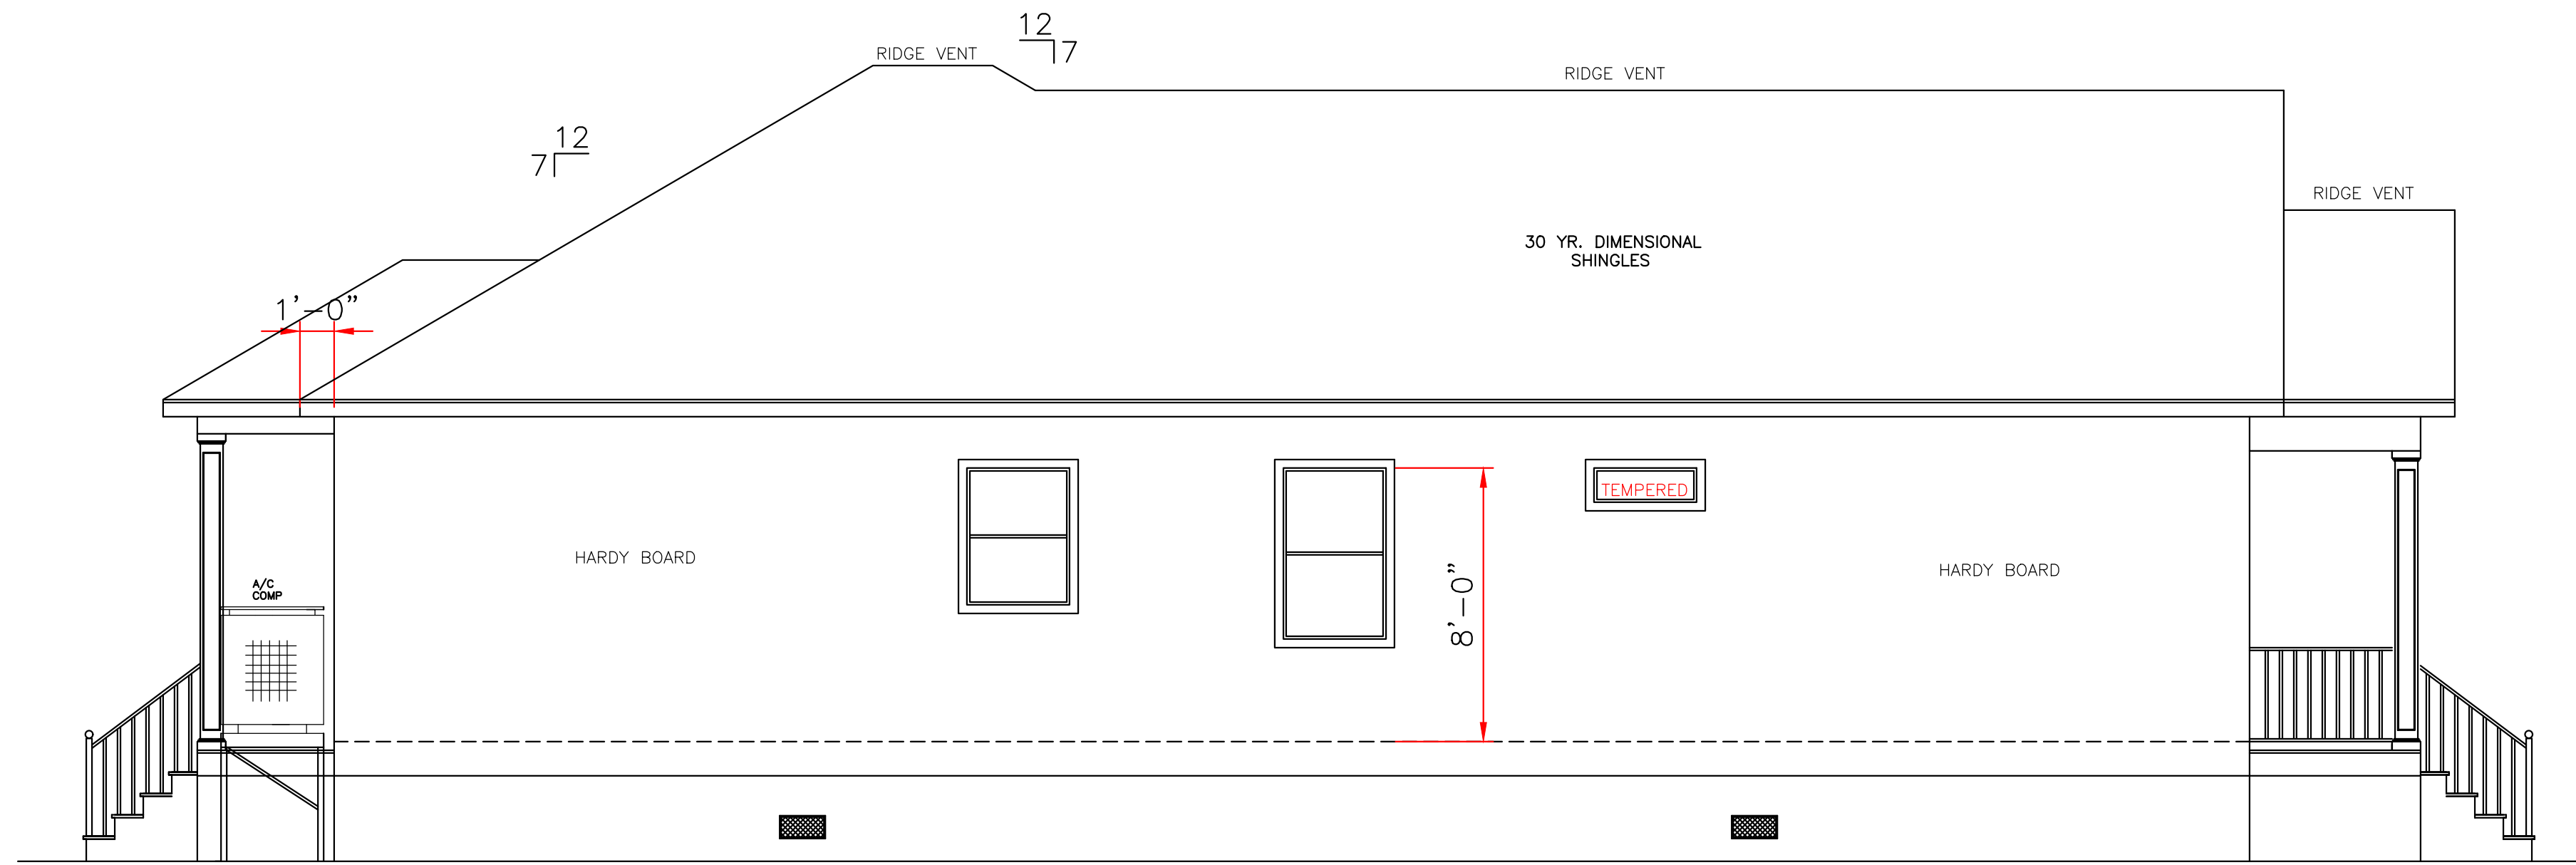 12
7
RIDGE VENT
RIDGE VENT
12
7
RIDGE VENT
30 YR. DIMENSIONAL
SHINGLES
1'-0"
TEMPERED
HARDY BOARD
HARDY BOARD
A/C
COMP
8'-0"